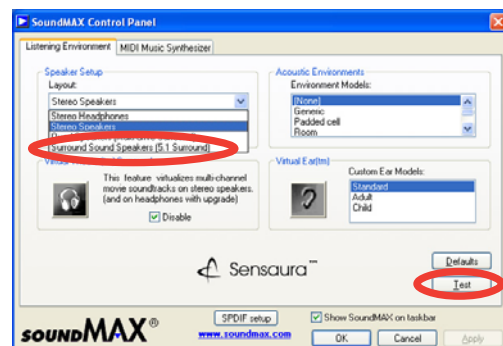 SoundMAX Control Panel
Listening Environment
MIDI Music Synthesizer
Speaker Setup
Layout:
Stereo Speakers
Stereo Headphones
Stereo Speakers
Surround Sound Speakers (5.1 Surround)
Acoustic Environments
Environment Models:
(None)
Generic
Padded cell
Room
This feature virtualizes multi-channel
movie soundtracks on stereo speakers.
(and on headphones with upgrade)
Disable
Virtual Ear(tm)
Custom Ear Models:
Standard
Adult
Child
Sensaura™
Defaults
Test
SOUNDMAX®
SPDIF setup
www.soundmax.com
Show SoundMAX on taskbar
OK
Cancel
Apply